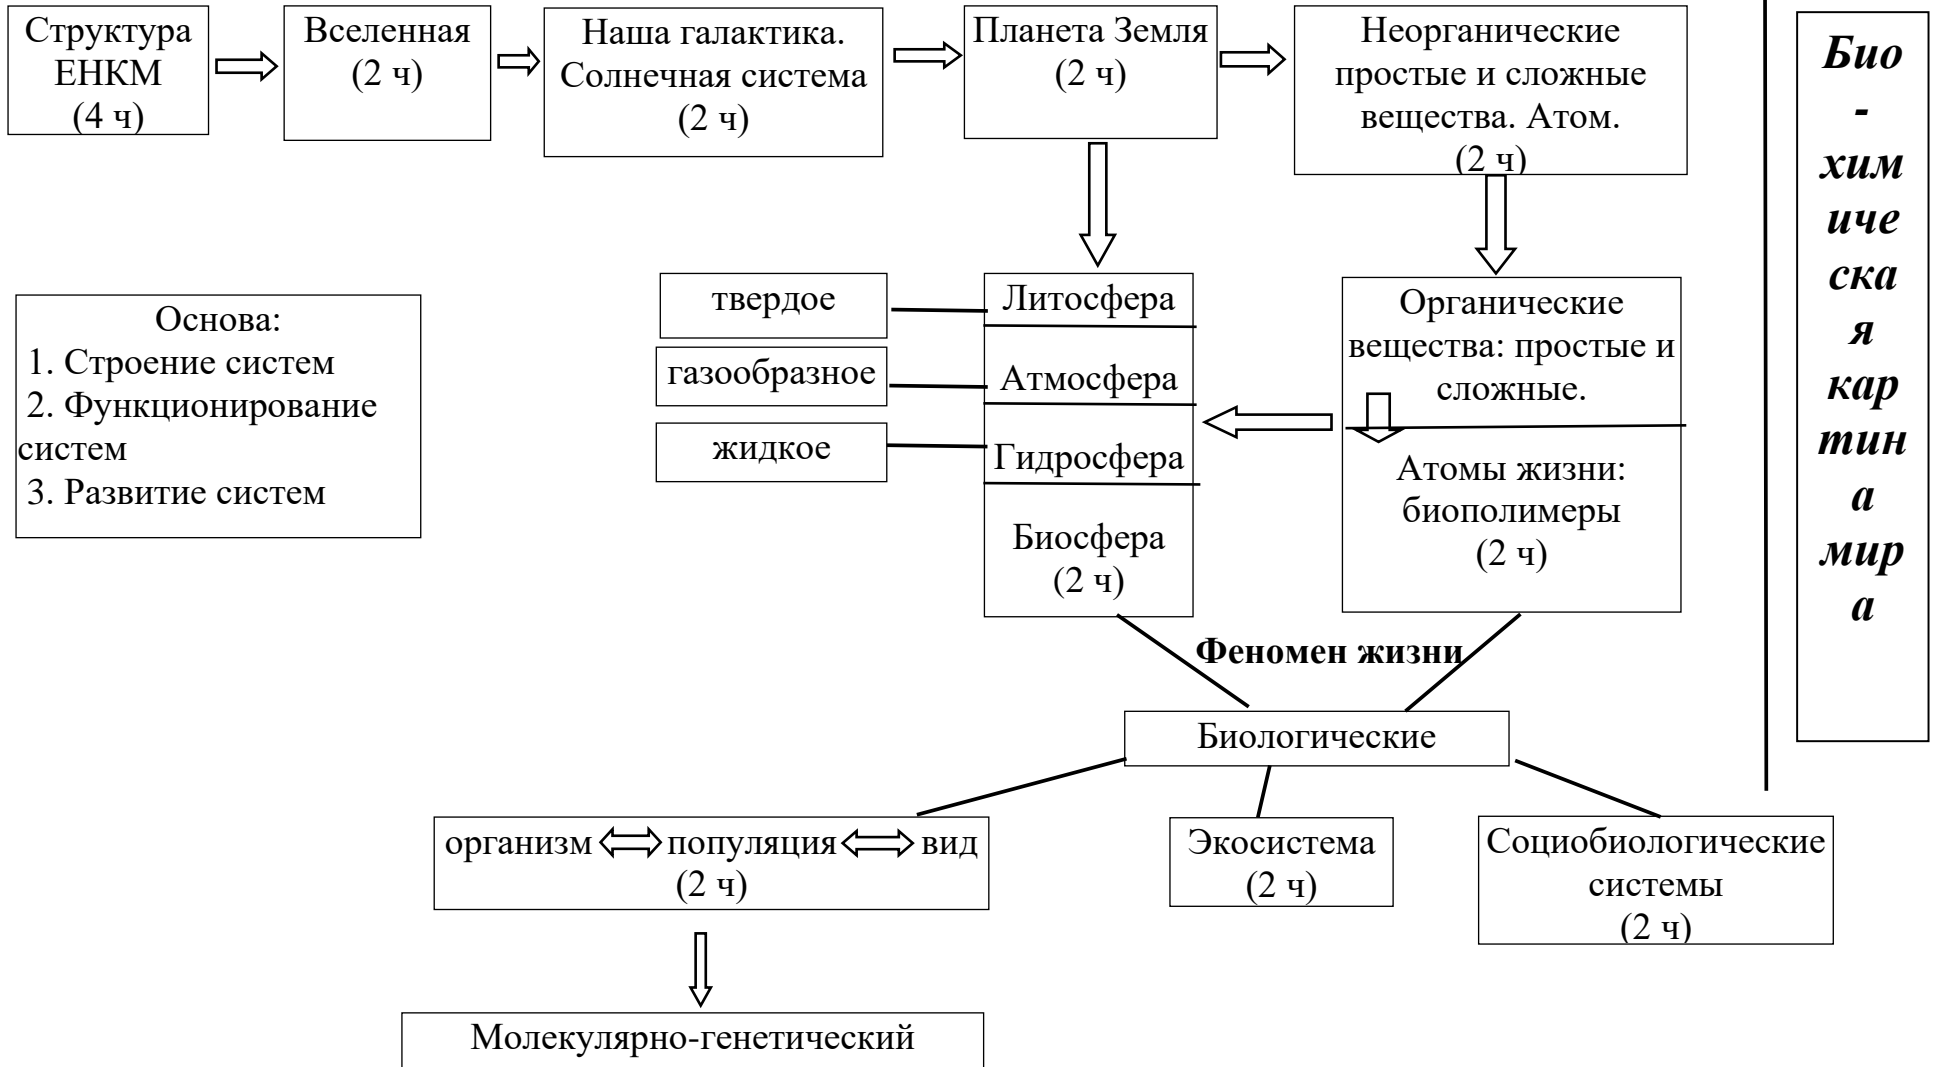 Структура
ЕНКМ
(4 ч)
Вселенная
(2 ч)
Наша галактика.
Солнечная система
(2 ч)
Планета Земля
(2 ч)
Неорганические
простые и сложные
вещества. Атом.
(2 ч)
Био
-
хим
иче
ска
я
кар
тин
а
мир
а
Основа:
1. Строение систем
2. Функционирование
систем
3. Развитие систем
твердое
газообразное
жидкое
Литосфера
Атмосфера
Гидросфера
Биосфера
(2 ч)
Органические
вещества: простые и
сложные.
Атомы жизни:
биополимеры
(2 ч)
Феномен жизни
Биологические
организм популяция вид
(2 ч)
Экосистема
(2 ч)
Социобиологические
системы
(2 ч)
Молекулярно-генетический